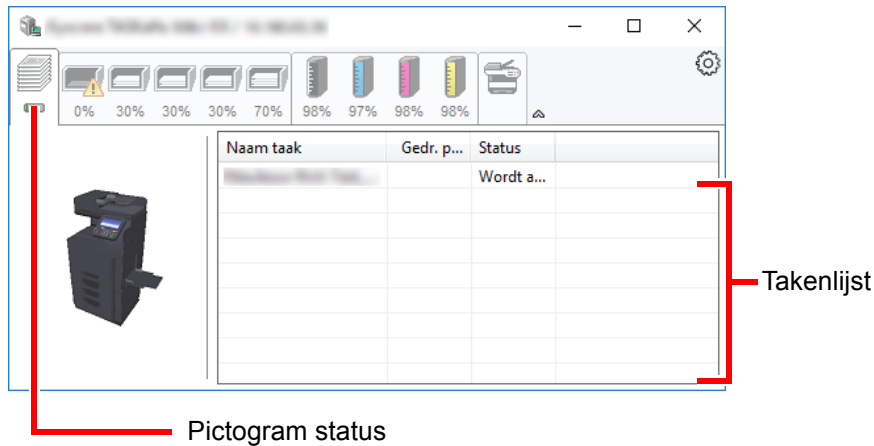 0% 30% 30% 30% 70% 98% 97% 98% 98%
Naam taak Gedr. p... Status
Wordt a...
Takenlijst
Pictogram status